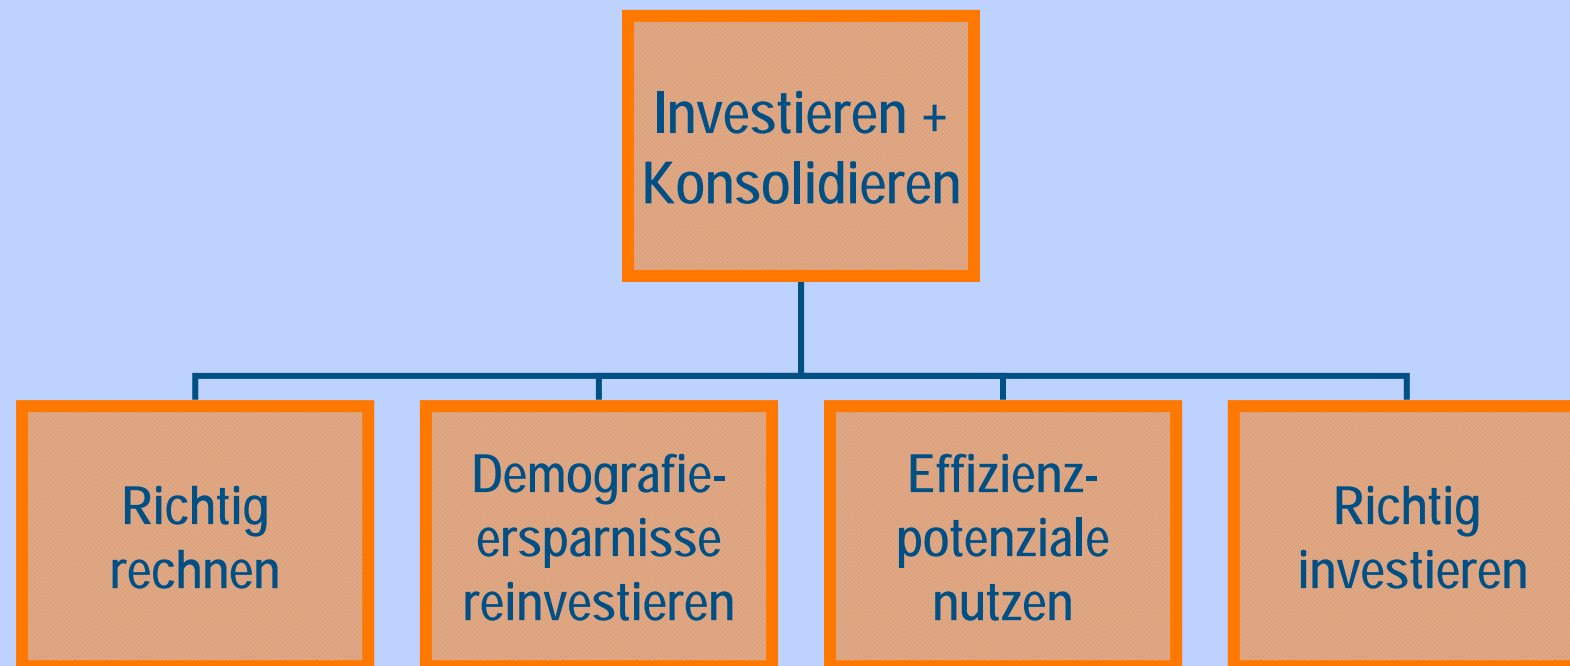 Investieren +
Konsolidieren
Richtig
rechnen
Demografie-
ersparnisse
reinvestieren
Effizienz-
potenziale
nutzen
Richtig
investieren